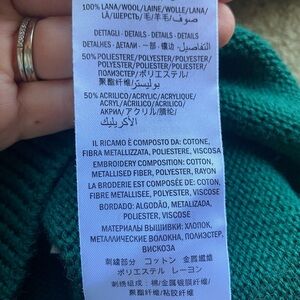 100% LANA/WOOL/LAINE/WOLLE/LANA/
LÃ/ШЕРСТЬ/毛/羊毛/صوف
DETTAGLI - DETAILS - DETAILS - DETAILS
DETALHES - ДЕТАЛИ - 一部 - 镶边 - التفاصيل
50% POLIESTERE/POLYESTER/POLYESTER/
POLYESTER/POLIÉSTER/POLIÉSTER/
ПОЛИЭСТЕР/ポリエステル/
聚酯纤维/بوليستر
50% ACRILICO/ACRYLIC/ACRYLIQUE/
ACRYL/ACRÍLICO/ACRÍLICO/
АКРИЛ/アクリル/腈纶/
الأكريليك
IL RICAMO È COMPOSTO DA: COTONE,
FIBRA METALLIZZATA, POLIESTERE, VISCOSA
EMBROIDERY COMPOSITION: COTTON,
METALLISED FIBER, POLYESTER, RAYON
LA BRODERIE EST COMPOSÉE DE: COTON,
FIBRE METALLISEE, POLYESTER, VISCOSE
BORDADO: ALGODÃO, METALIZADA,
POLIESTER, VISCOSE
МАТЕРИАЛЫ ВЫШИВКИ: ХЛОПОК,
МЕТАЛЛИЧЕСКИЕ ВОЛОКНА, ПОЛИЭСТЕР,
ВИСКОЗА
刺繍部分 コットン 金属繊維
ポリエステル レーヨン
刺绣组成: 棉/金属镀膜纤维/
聚酯纤维/粘胶纤维